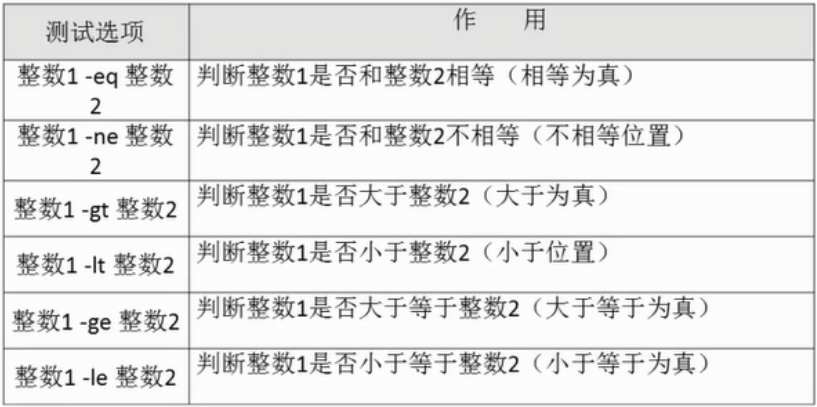 测试选项
作 用
整数1 -eq 整数
2
判断整数1是否和整数2相等（相等为真）
整数1 -ne 整数
2
判断整数1是否和整数2不相等（不相等位置）
整数1 -gt 整数2
判断整数1是否大于整数2（大于为真）
整数1 -lt 整数2
判断整数1是否小于整数2（小于位置）
整数1 -ge 整数2
判断整数1是否大于等于整数2（大于等于为真）
整数1 -le 整数2
判断整数1是否小于等于整数2（小于等于为真）